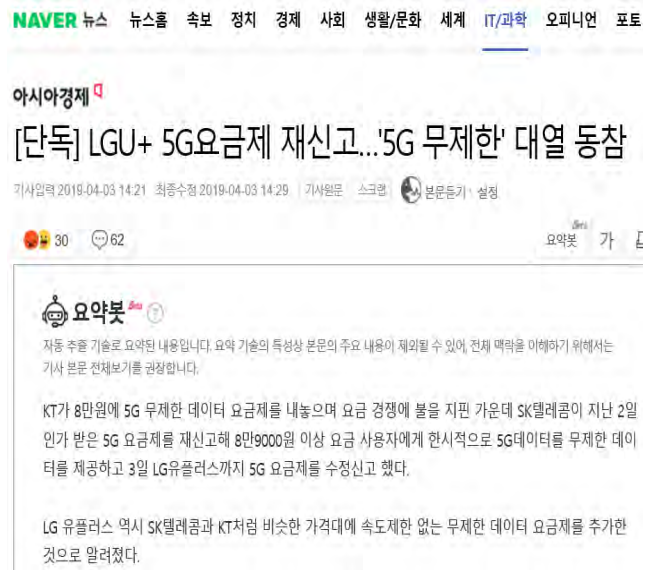 NAVER 뉴스 뉴스홈 속보 정치 경제 사회 생활/문화 세계 IT/과학 오피니언 포토
아시아경제
[단독] LGU+ 5G요금제 재신고...'5G 무제한' 대열 동참
기사입력 2019-04-03 14:21 최종수정 2019-04-03 14:29 기사원문 스크랩 본문듣기 · 설정
30 62 요약봇 Beta 가
요약봇 Beta ?
자동 추출 기술로 요약된 내용입니다. 요약 기술의 특성상 본문의 주요 내용이 제외될 수 있어, 전체 맥락을 이해하기 위해서는
기사 본문 전체보기를 권장합니다.
KT가 8만원에 5G 무제한 데이터 요금제를 내놓으며 요금 경쟁에 불을 지핀 가운데 SK텔레콤이 지난 2일
인가 받은 5G 요금제를 재신고해 8만9000원 이상 요금 사용자에게 한시적으로 5G데이터를 무제한 데이
터를 제공하고 3일 LG유플러스까지 5G 요금제를 수정신고 했다.
LG 유플러스 역시 SK텔레콤과 KT처럼 비슷한 가격대에 속도제한 없는 무제한 데이터 요금제를 추가한
것으로 알려졌다.